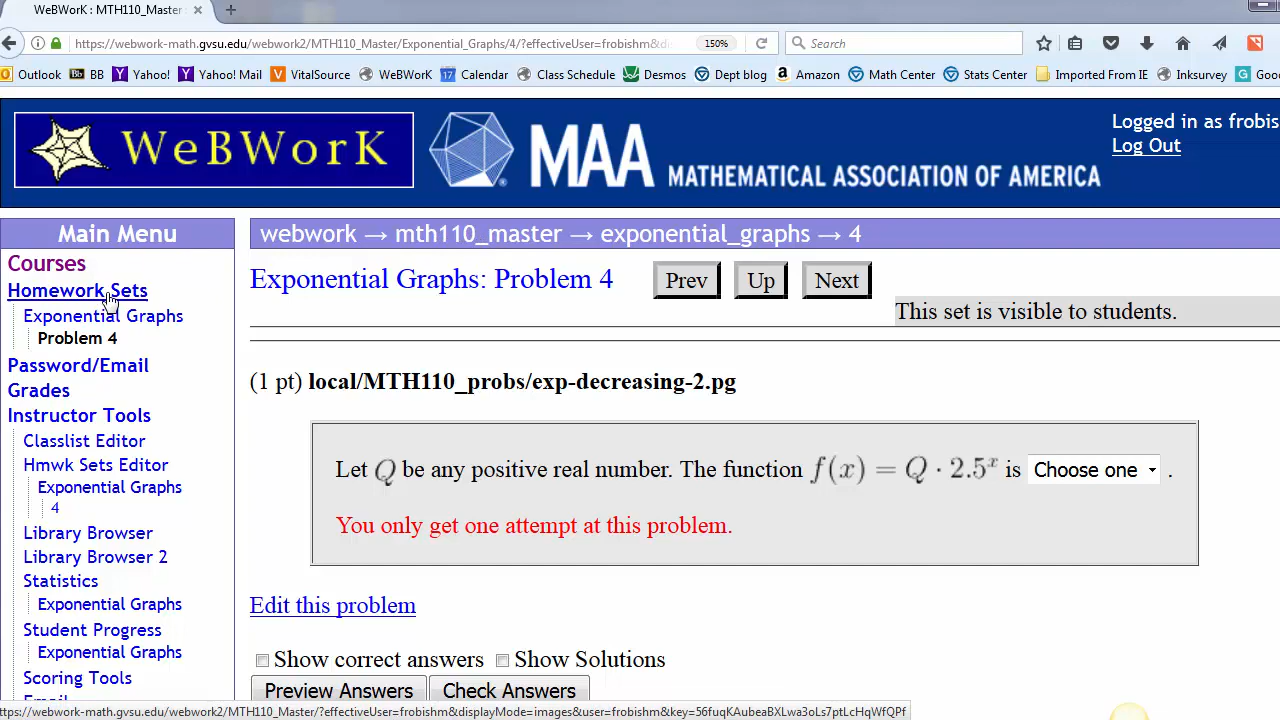 WeBWorK : MTH110_Master :
https://webwork-math.gvsu.edu/webwork2/MTH110_Master/Exponential_Graphs/4/?effectiveUser=frobishm&di
150%
Search
Outlook Bb BB Yahoo! Yahoo! Mail VitalSource WEBWorK 17 Calendar Class Schedule Desmos Dept blog Amazon Math Center Stats Center Imported From IE Inksurvey G Goo
WeBWorK
MAA MATHEMATICAL ASSOCIATION OF AMERICA
Logged in as frobis
Log Out
Main Menu
Courses
Homework Sets
Exponential Graphs
Problem 4
Password/Email
Grades
Instructor Tools
Classlist Editor
Hmwk Sets Editor
Exponential Graphs
4
Library Browser
Library Browser 2
Statistics
Exponential Graphs
Student Progress
Exponential Graphs
Scoring Tools
webwork → mth110_master → exponential_graphs → 4
Exponential Graphs: Problem 4
Prev Up Next
This set is visible to students.
(1 pt) local/MTH110_probs/exp-decreasing-2.pg
Let Q be any positive real number. The function f(x) = Q · 2.5^x is Choose one .
You only get one attempt at this problem.
Edit this problem
Show correct answers Show Solutions
Preview Answers Check Answers
https://webwork-math.gvsu.edu/webwork2/MTH110_Master/?effectiveUser=frobishm&displayMode=images&user=frobishm&key=56fuqKAubeaBXLwa3oLs7ptLcHqWfQPf